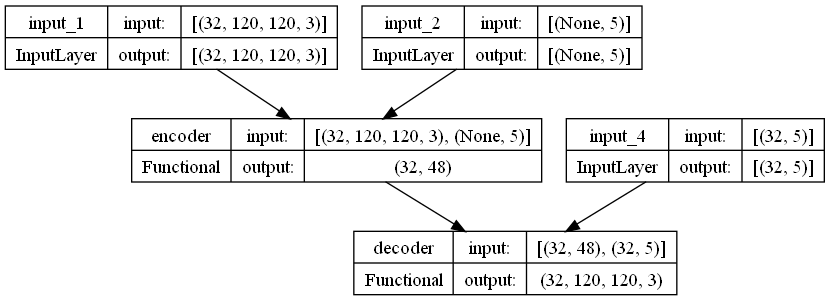 input_1 input: [(32, 120, 120, 3)]
InputLayer output: [(32, 120, 120, 3)]
input_2 input: [(None, 5)]
InputLayer output: [(None, 5)]
encoder input: [(32, 120, 120, 3), (None, 5)]
Functional output: (32, 48)
input_4 input: [(32, 5)]
InputLayer output: [(32, 5)]
decoder input: [(32, 48), (32, 5)]
Functional output: (32, 120, 120, 3)